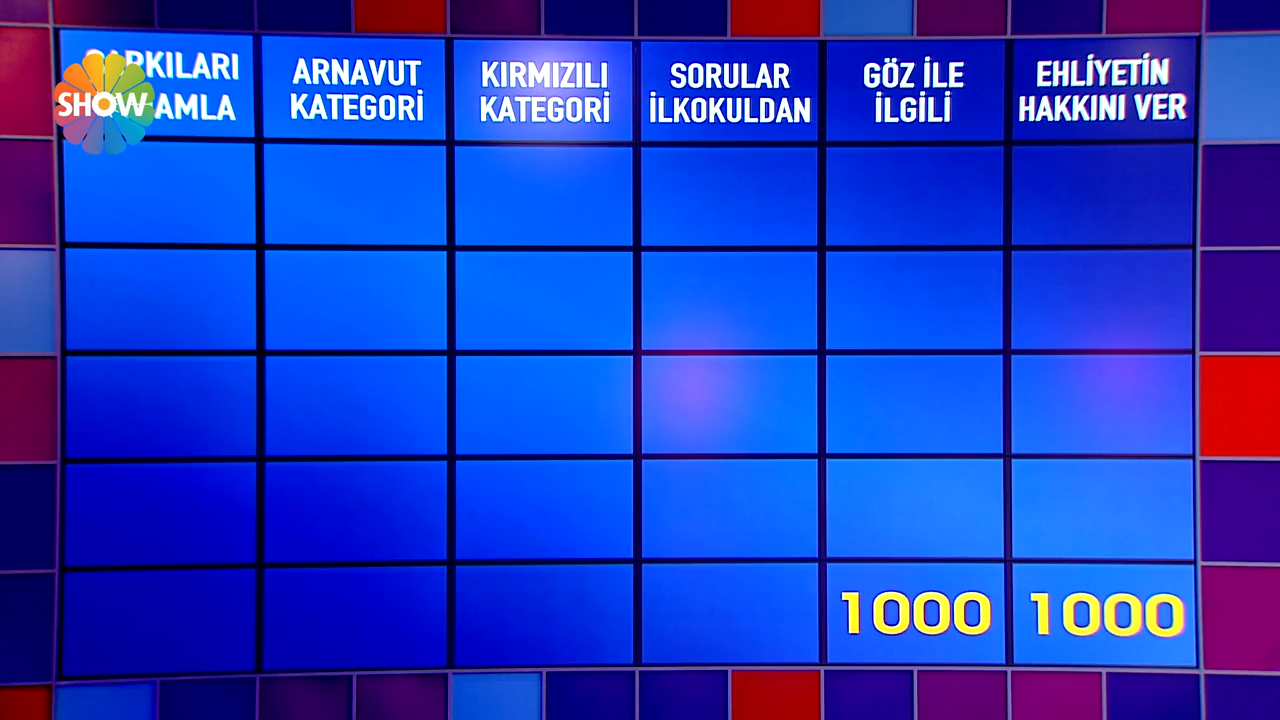 ARNAVUT
KATEGORİ
KIRMIZILI
KATEGORİ
SORULAR
İLKOKULDAN
GÖZ İLE
İLGİLİ
EHLİYETİN
HAKKINI VER
SHOW
1000
1000